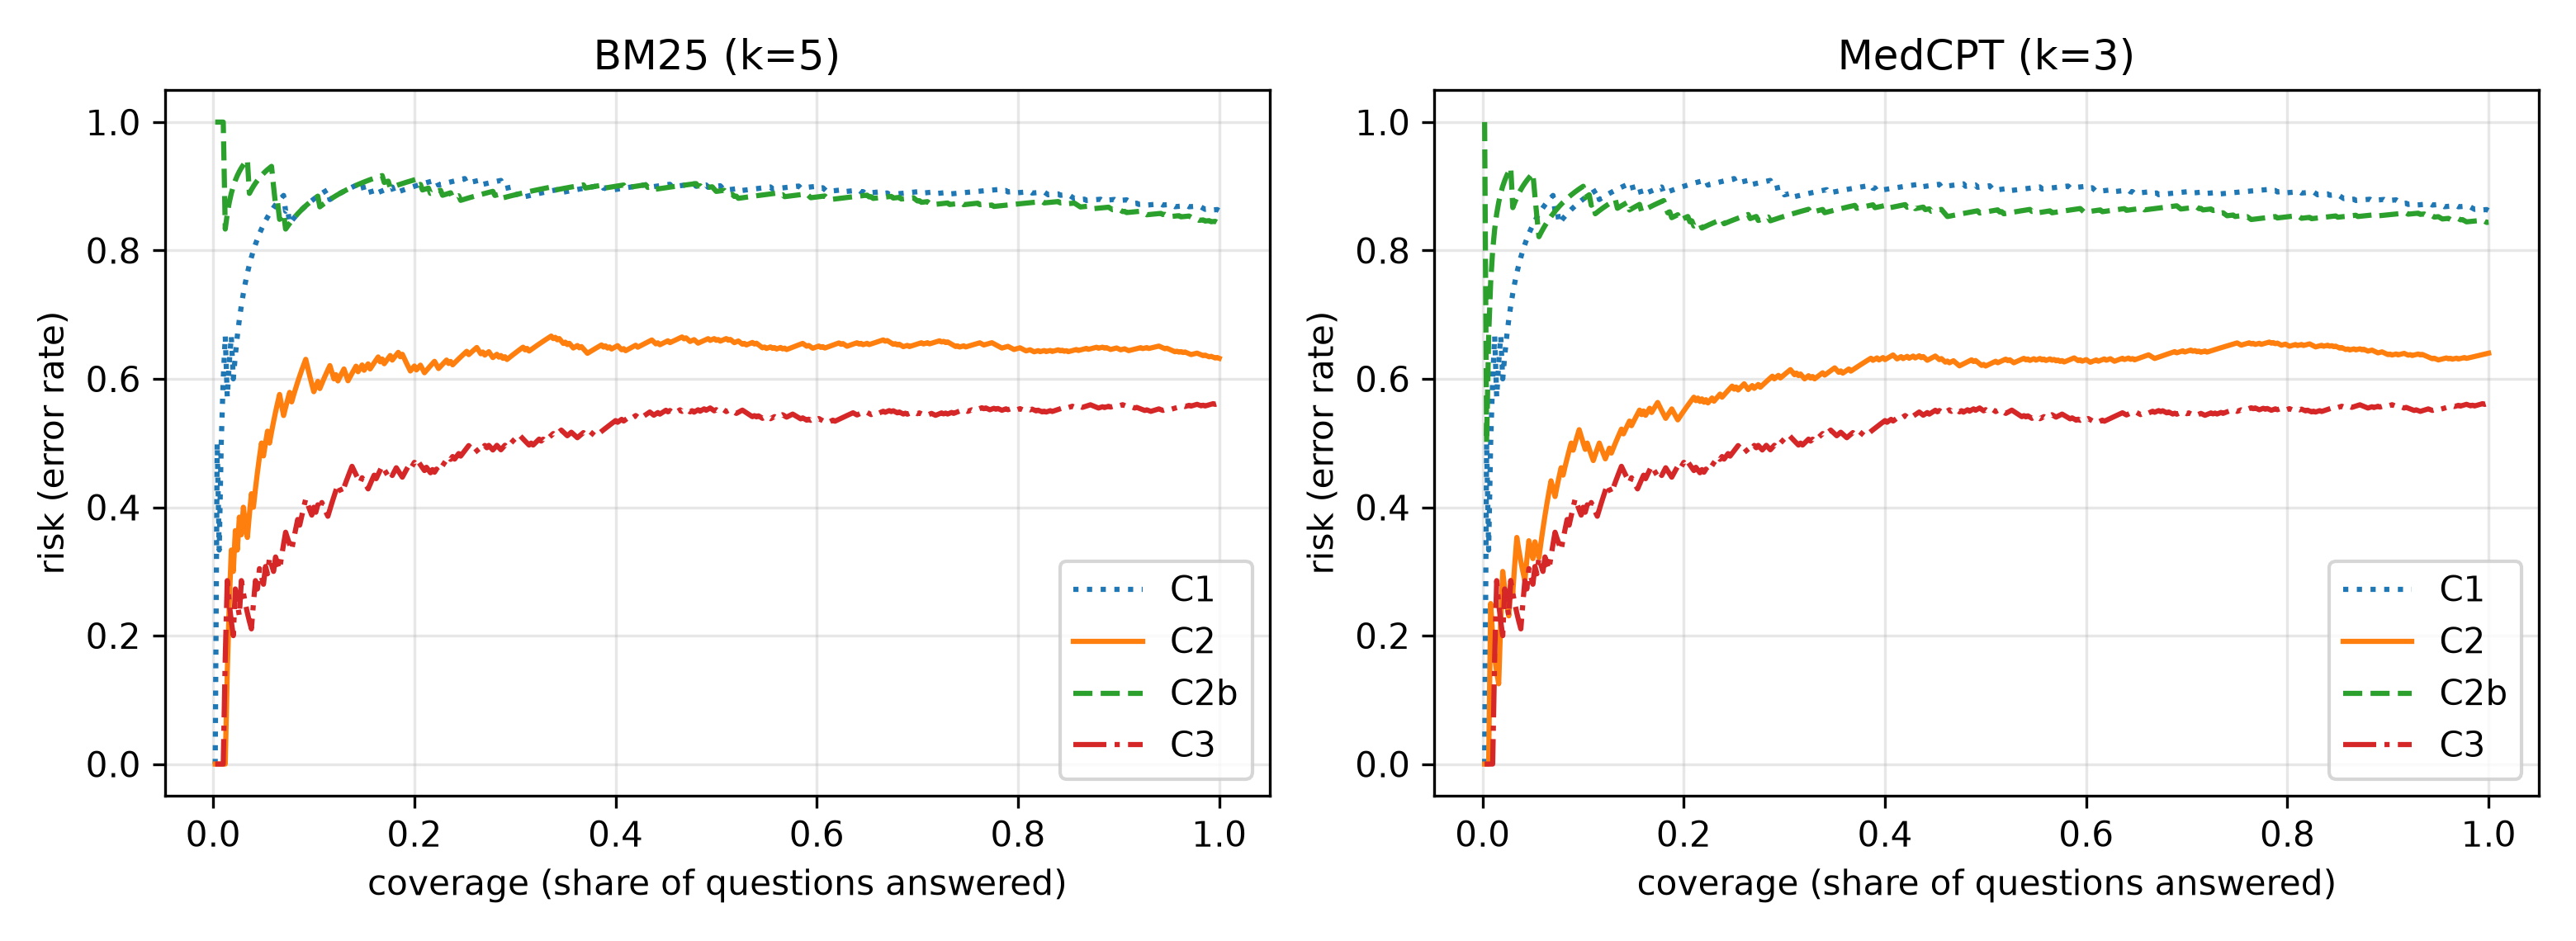 BM25 (k=5)
1.0
0.8
0.6
0.4
0.2
0.0
risk (error rate)
0.0 0.2 0.4 0.6 0.8 1.0
coverage (share of questions answered)
C1
C2
C2b
C3
MedCPT (k=3)
1.0
0.8
0.6
0.4
0.2
0.0
risk (error rate)
0.0 0.2 0.4 0.6 0.8 1.0
coverage (share of questions answered)
C1
C2
C2b
C3